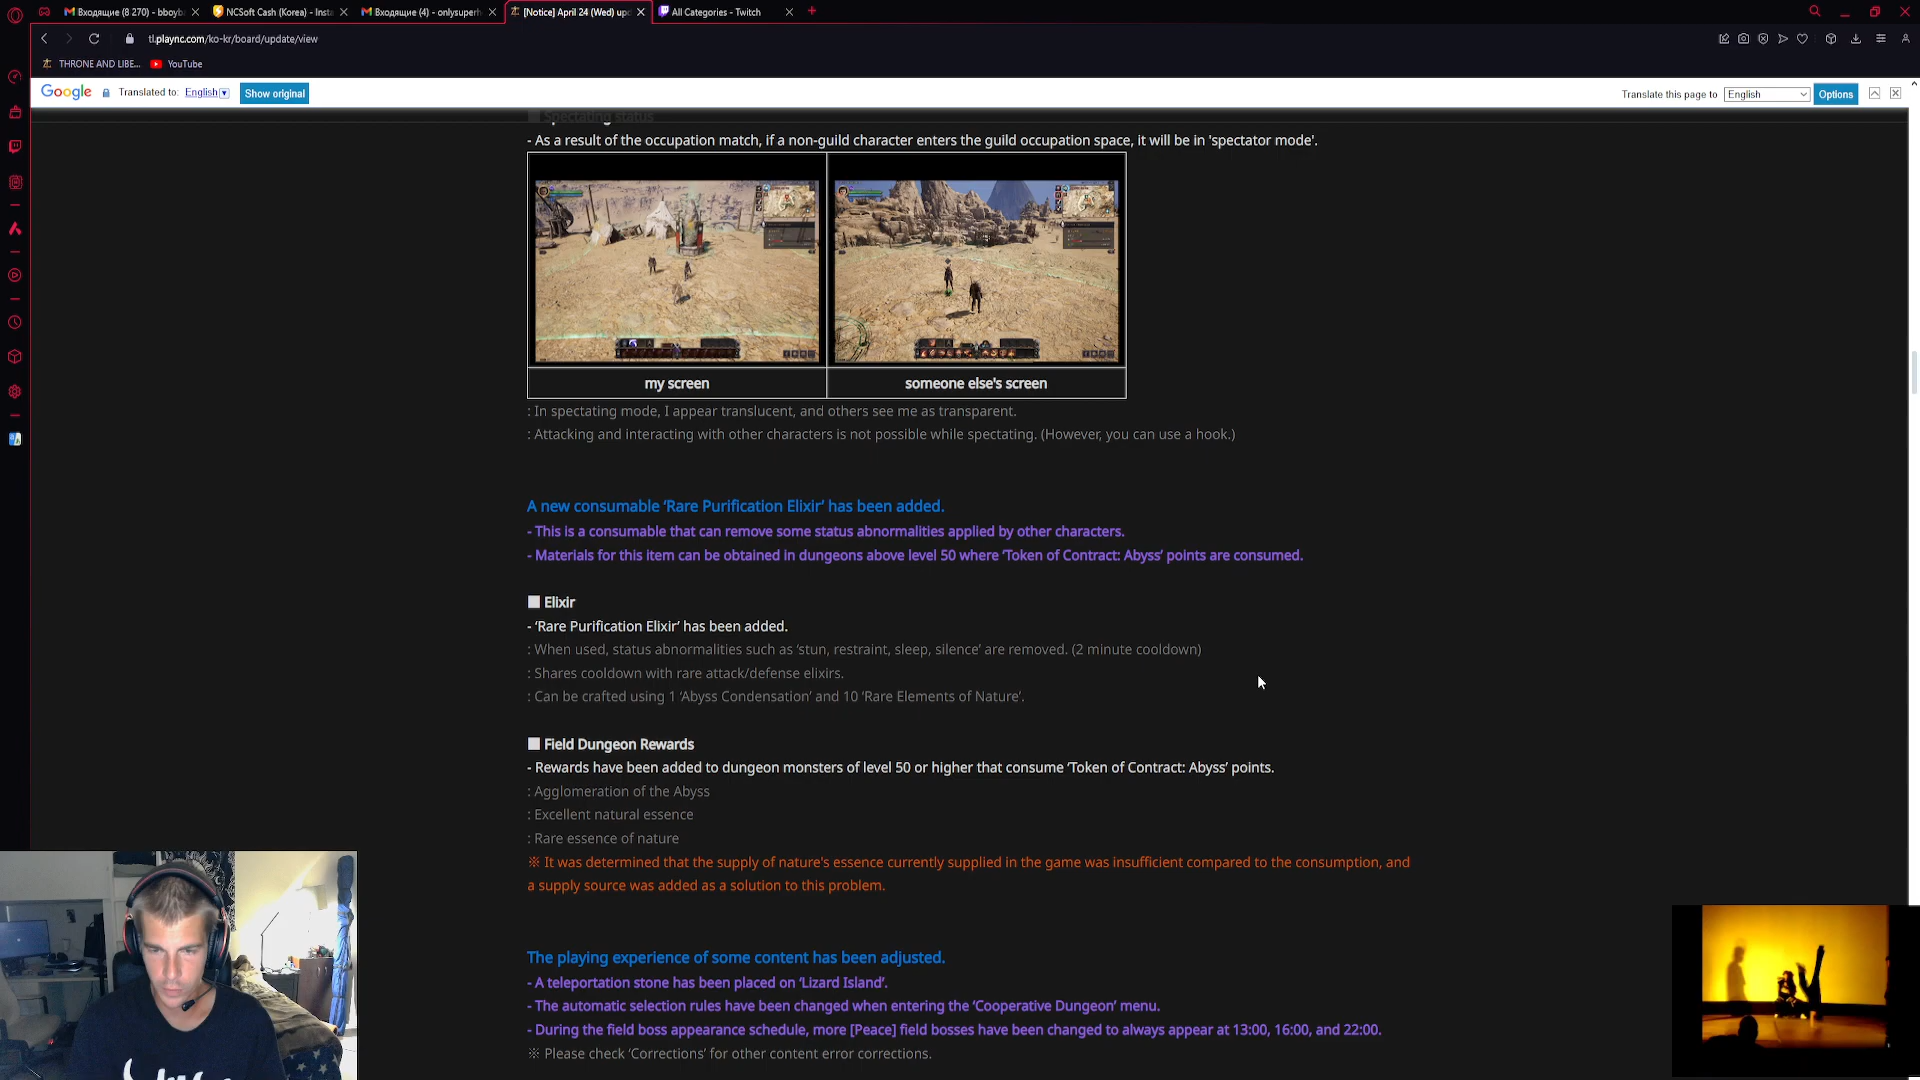 Входящие (8 270) - bboyb
NCSoft Cash (Korea) - Insta
Входящие (4) - onlysuperh
[Notice] April 24 (Wed) upd
All Categories - Twitch
tl.plaync.com/ko-kr/board/update/view
THRONE AND LIBE...
YouTube
Google
Translated to: English
Show original
Translate this page to
English
Options
Spectating status
- As a result of the occupation match, if a non-guild character enters the guild occupation space, it will be in 'spectator mode'.
my screen
someone else's screen
: In spectating mode, I appear translucent, and others see me as transparent.
: Attacking and interacting with other characters is not possible while spectating. (However, you can use a hook.)
A new consumable ‘Rare Purification Elixir’ has been added.
- This is a consumable that can remove some status abnormalities applied by other characters.
- Materials for this item can be obtained in dungeons above level 50 where ‘Token of Contract: Abyss’ points are consumed.
■ Elixir
- ‘Rare Purification Elixir’ has been added.
: When used, status abnormalities such as ‘stun, restraint, sleep, silence’ are removed. (2 minute cooldown)
: Shares cooldown with rare attack/defense elixirs.
: Can be crafted using 1 ‘Abyss Condensation’ and 10 ‘Rare Elements of Nature’.
■ Field Dungeon Rewards
- Rewards have been added to dungeon monsters of level 50 or higher that consume ‘Token of Contract: Abyss’ points.
: Agglomeration of the Abyss
: Excellent natural essence
: Rare essence of nature
※ It was determined that the supply of nature's essence currently supplied in the game was insufficient compared to the consumption, and
a supply source was added as a solution to this problem.
The playing experience of some content has been adjusted.
- A teleportation stone has been placed on ‘Lizard Island’.
- The automatic selection rules have been changed when entering the ‘Cooperative Dungeon’ menu.
- During the field boss appearance schedule, more [Peace] field bosses have been changed to always appear at 13:00, 16:00, and 22:00.
※ Please check ‘Corrections’ for other content error corrections.